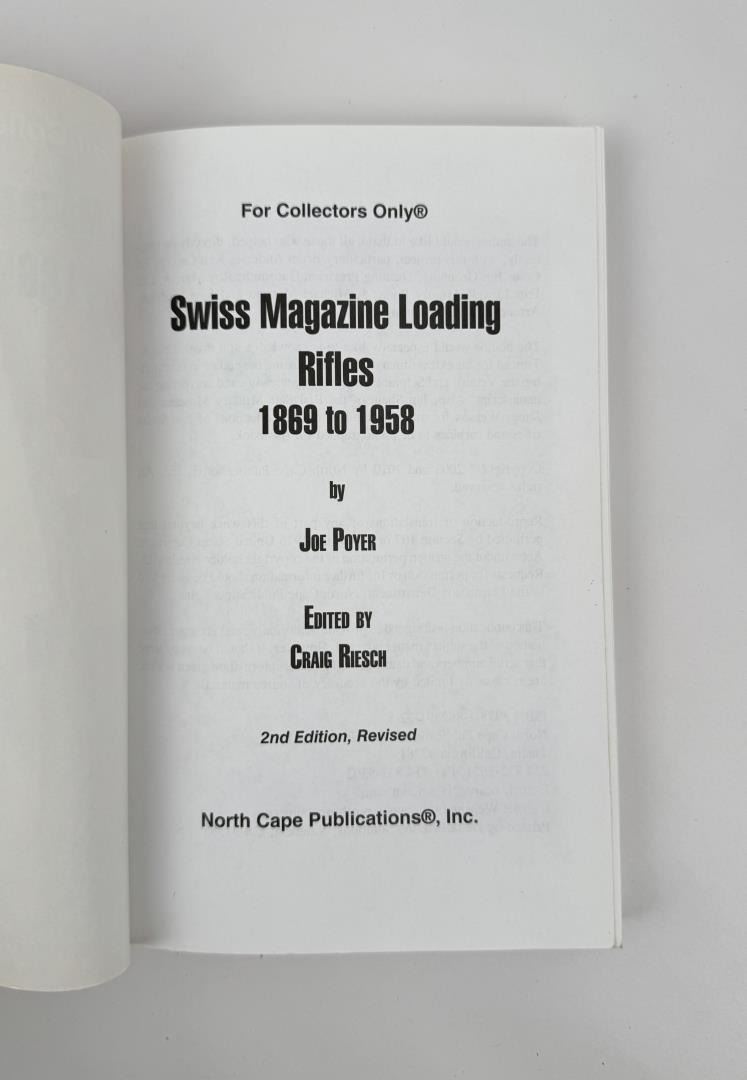 For Collectors Only®
Swiss Magazine Loading
Rifles
1869 to 1958
by
Joe Poyer
Edited by
Craig Riesch
2nd Edition, Revised
North Cape Publications®, Inc.